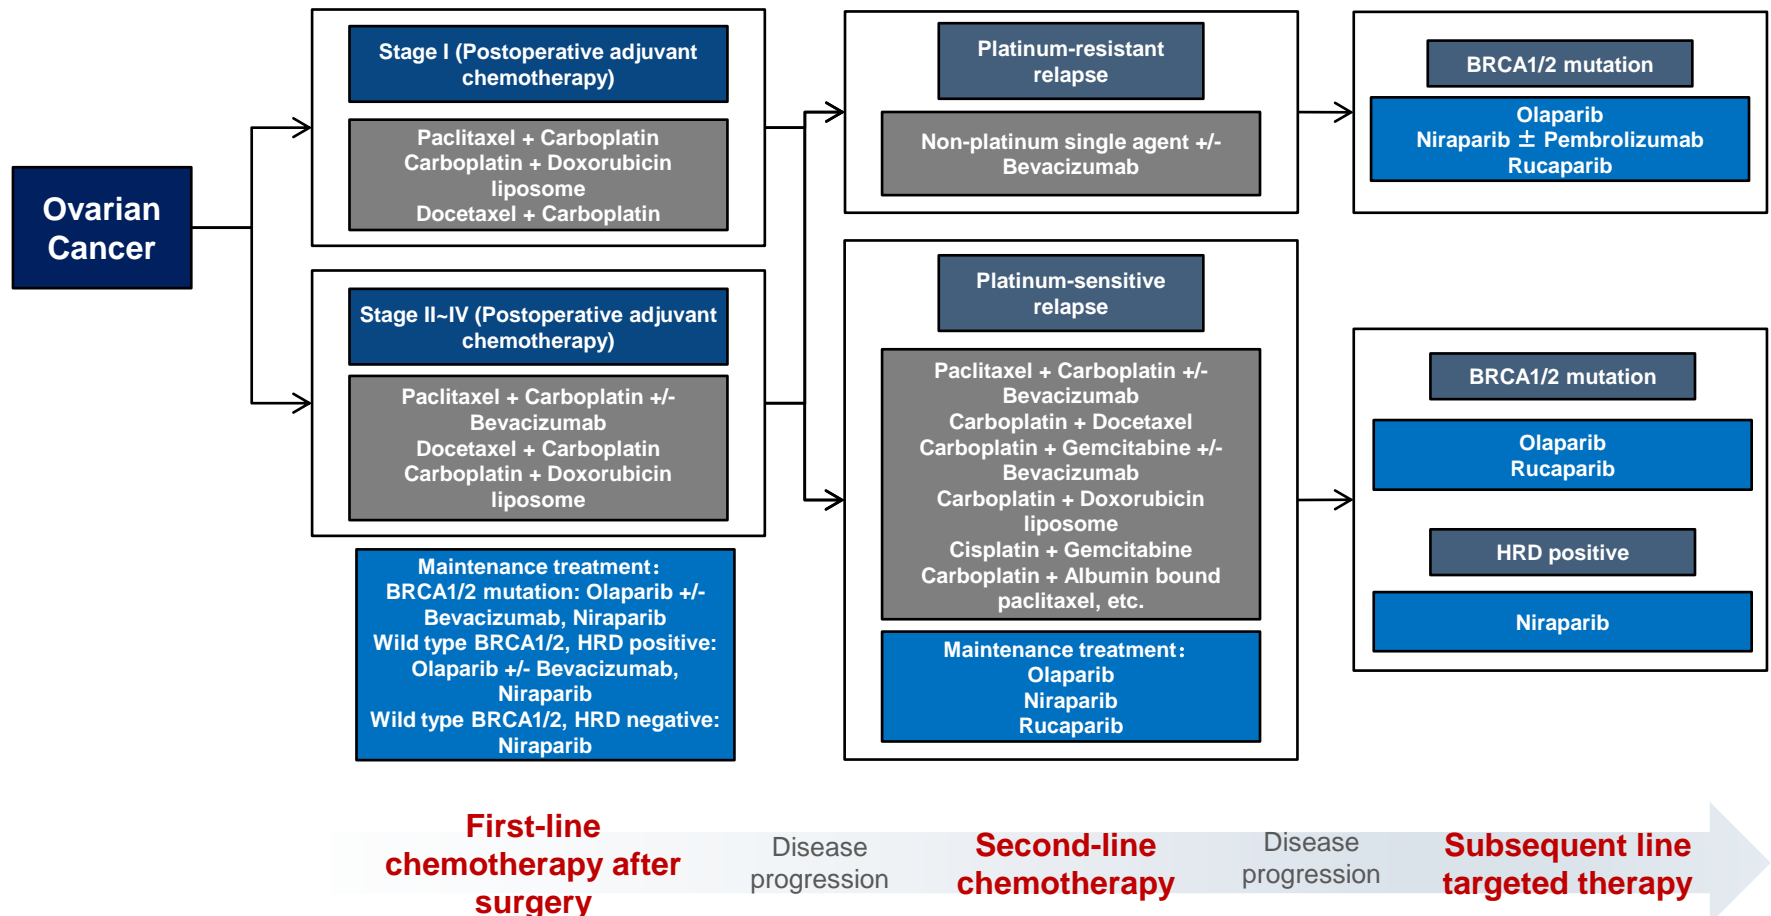 Ovarian
Cancer
Stage I (Postoperative adjuvant
chemotherapy)
Paclitaxel + Carboplatin
Carboplatin + Doxorubicin
liposome
Docetaxel + Carboplatin
Stage II~IV (Postoperative adjuvant
chemotherapy)
Paclitaxel + Carboplatin +/-
Bevacizumab
Docetaxel + Carboplatin
Carboplatin + Doxorubicin
liposome
Maintenance treatment：
BRCA1/2 mutation: Olaparib +/-
Bevacizumab, Niraparib
Wild type BRCA1/2, HRD positive:
Olaparib +/- Bevacizumab,
Niraparib
Wild type BRCA1/2, HRD negative:
Niraparib
Platinum-resistant
relapse
Non-platinum single agent +/-
Bevacizumab
Platinum-sensitive
relapse
Paclitaxel + Carboplatin +/-
Bevacizumab
Carboplatin + Docetaxel
Carboplatin + Gemcitabine +/-
Bevacizumab
Carboplatin + Doxorubicin
liposome
Cisplatin + Gemcitabine
Carboplatin + Albumin bound
paclitaxel, etc.
Maintenance treatment：
Olaparib
Niraparib
Rucaparib
BRCA1/2 mutation
Olaparib
Niraparib ± Pembrolizumab
Rucaparib
BRCA1/2 mutation
Olaparib
Rucaparib
HRD positive
Niraparib
First-line
chemotherapy after
surgery
Disease
progression
Second-line
chemotherapy
Disease
progression
Subsequent line
targeted therapy